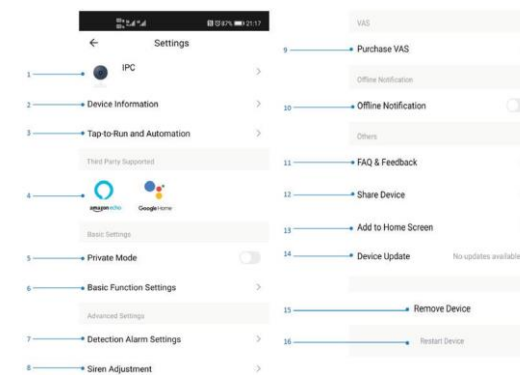 21:17
Settings
1
IPC
2
Device Information
3
Tap-to-Run and Automation
Third Party Supported
4
amazon echo
Google Home
Basic Settings
5
Private Mode
6
Basic Function Settings
Advanced Settings
7
Detection Alarm Settings
8
Siren Adjustment
VAS
9
Purchase VAS
Offline Notification
10
Offline Notification
Others
11
FAQ & Feedback
12
Share Device
13
Add to Home Screen
14
Device Update No updates available
15
Remove Device
16
Restart Device